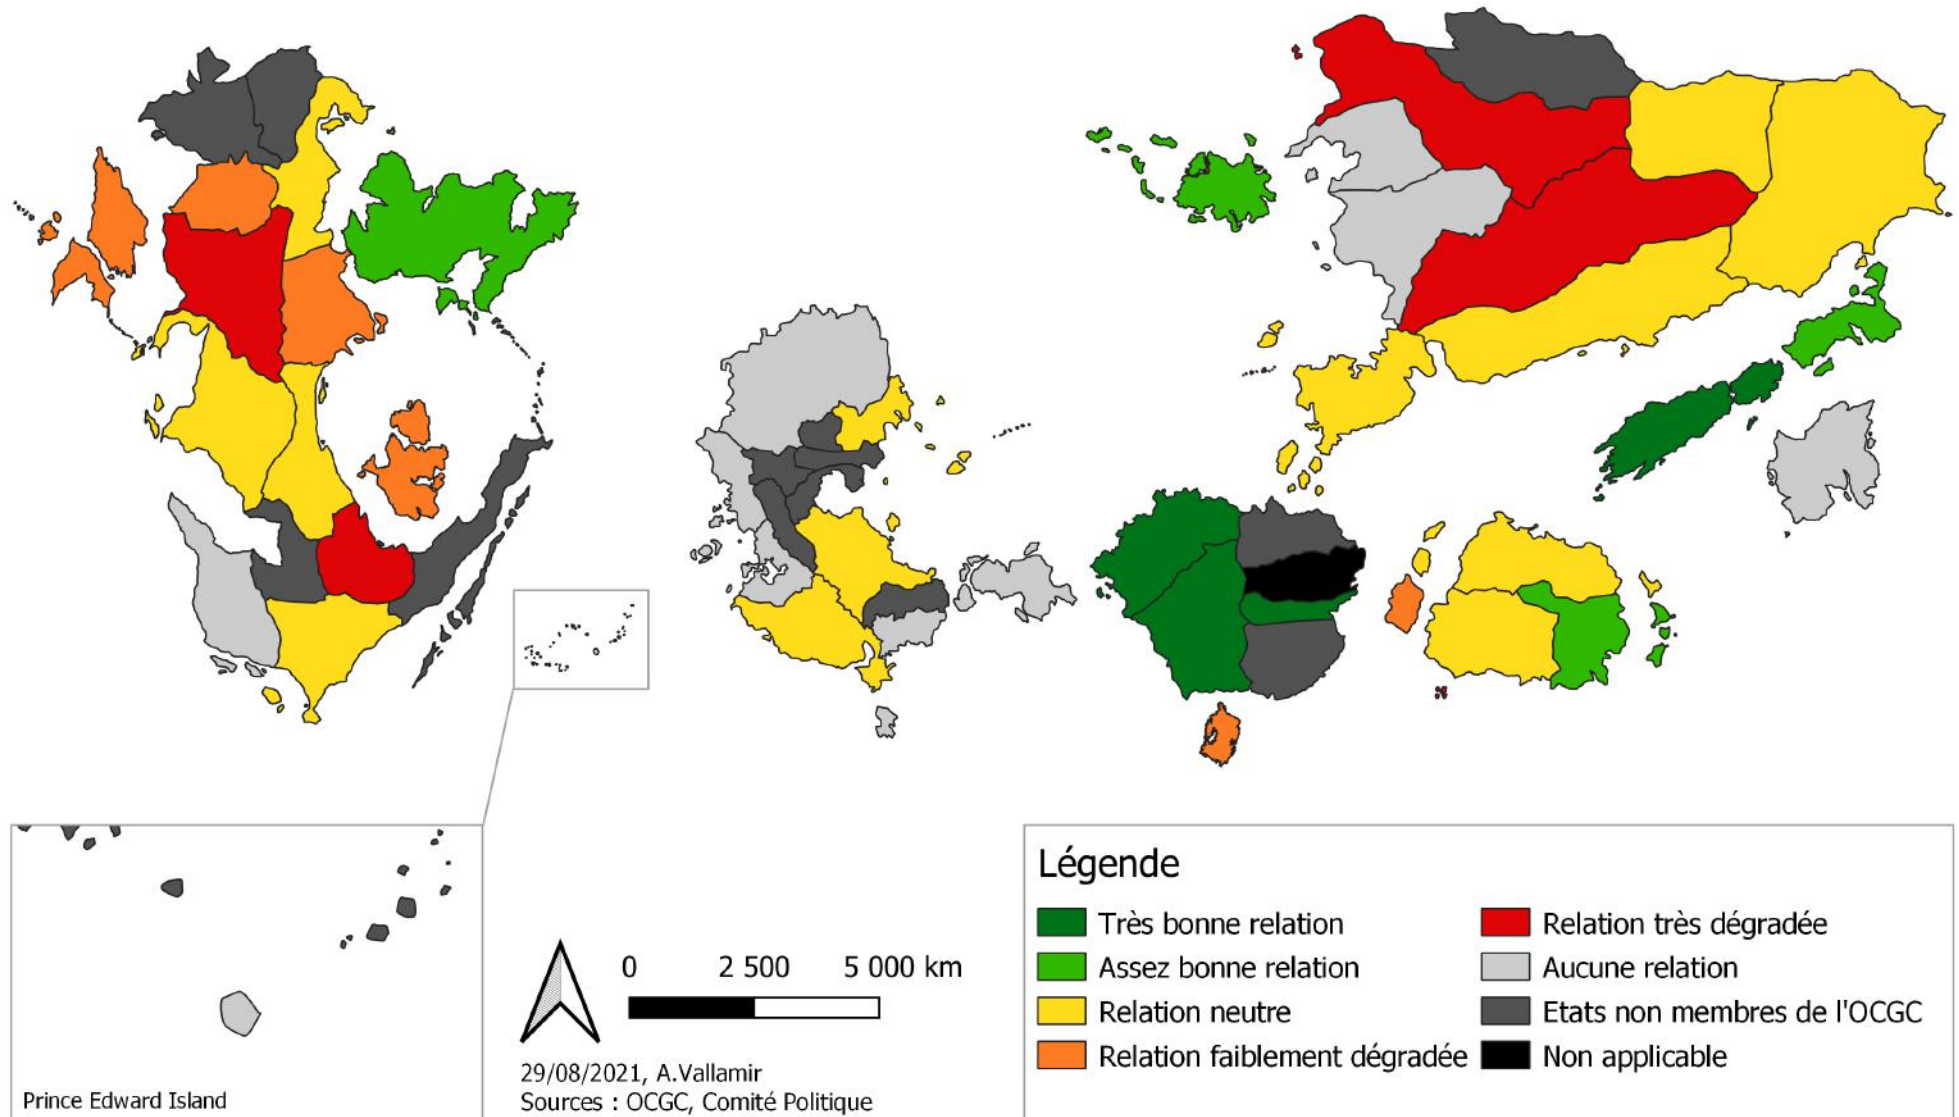 Légende
Très bonne relation
Assez bonne relation
Relation neutre
Relation faiblement dégradée
Relation très dégradée
Aucune relation
Etats non membres de l'OCGC
Non applicable
0 2 500 5 000 km
29/08/2021, A.Vallamir
Sources : OCGC, Comité Politique
Prince Edward Island